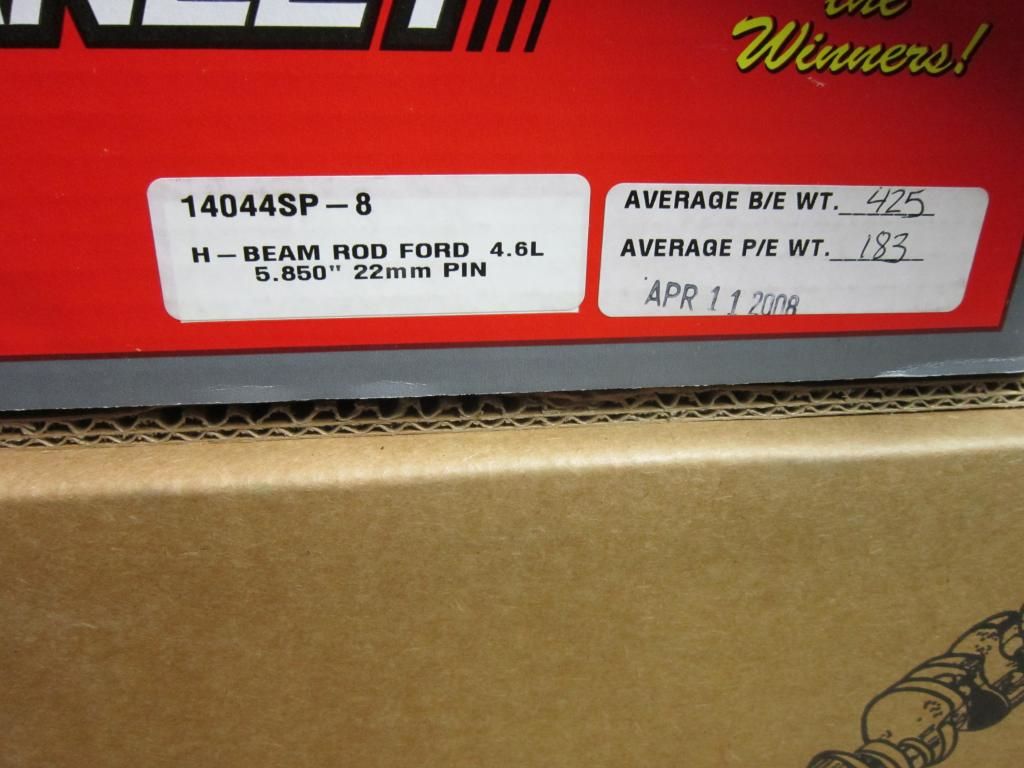 the
Winners!
14044SP-8
H-BEAM ROD FORD 4.6L
5.850" 22mm PIN
AVERAGE B/E WT. 425
AVERAGE P/E WT. 183
APR 11 2008